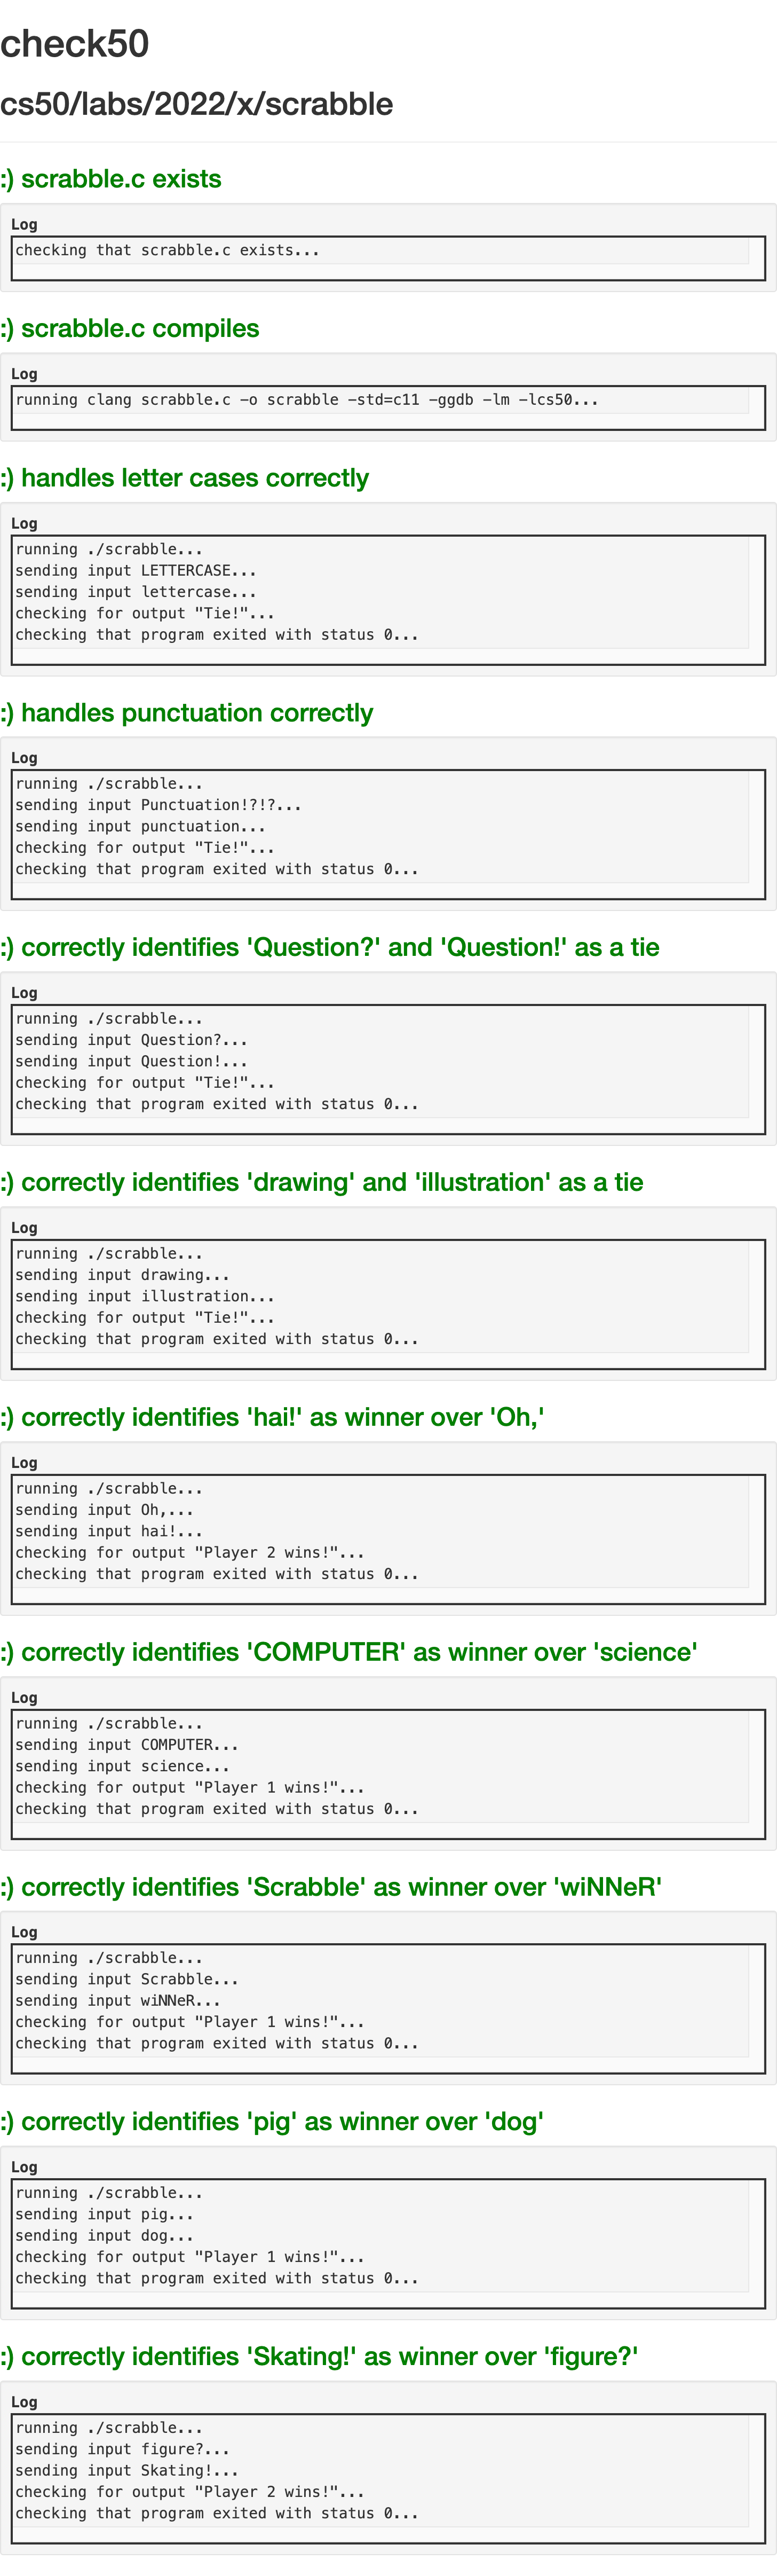 check50
cs50/labs/2022/x/scrabble
:) scrabble.c exists
Log
checking that scrabble.c exists...
:) scrabble.c compiles
Log
running clang scrabble.c -o scrabble -std=c11 -ggdb -lm -lcs50...
:) handles letter cases correctly
Log
running ./scrabble...
sending input LETTERCASE...
sending input lettercase...
checking for output "Tie!"...
checking that program exited with status 0...
:) handles punctuation correctly
Log
running ./scrabble...
sending input Punctuation!?!?...
sending input punctuation...
checking for output "Tie!"...
checking that program exited with status 0...
:) correctly identifies 'Question?' and 'Question!' as a tie
Log
running ./scrabble...
sending input Question?...
sending input Question!...
checking for output "Tie!"...
checking that program exited with status 0...
:) correctly identifies 'drawing' and 'illustration' as a tie
Log
running ./scrabble...
sending input drawing...
sending input illustration...
checking for output "Tie!"...
checking that program exited with status 0...
:) correctly identifies 'hai!' as winner over 'Oh,'
Log
running ./scrabble...
sending input Oh,...
sending input hai!...
checking for output "Player 2 wins!"...
checking that program exited with status 0...
:) correctly identifies 'COMPUTER' as winner over 'science'
Log
running ./scrabble...
sending input COMPUTER...
sending input science...
checking for output "Player 1 wins!"...
checking that program exited with status 0...
:) correctly identifies 'Scrabble' as winner over 'wiNNeR'
Log
running ./scrabble...
sending input Scrabble...
sending input wiNNeR...
checking for output "Player 1 wins!"...
checking that program exited with status 0...
:) correctly identifies 'pig' as winner over 'dog'
Log
running ./scrabble...
sending input pig...
sending input dog...
checking for output "Player 1 wins!"...
checking that program exited with status 0...
:) correctly identifies 'Skating!' as winner over 'figure?'
Log
running ./scrabble...
sending input figure?...
sending input Skating!...
checking for output "Player 2 wins!"...
checking that program exited with status 0...